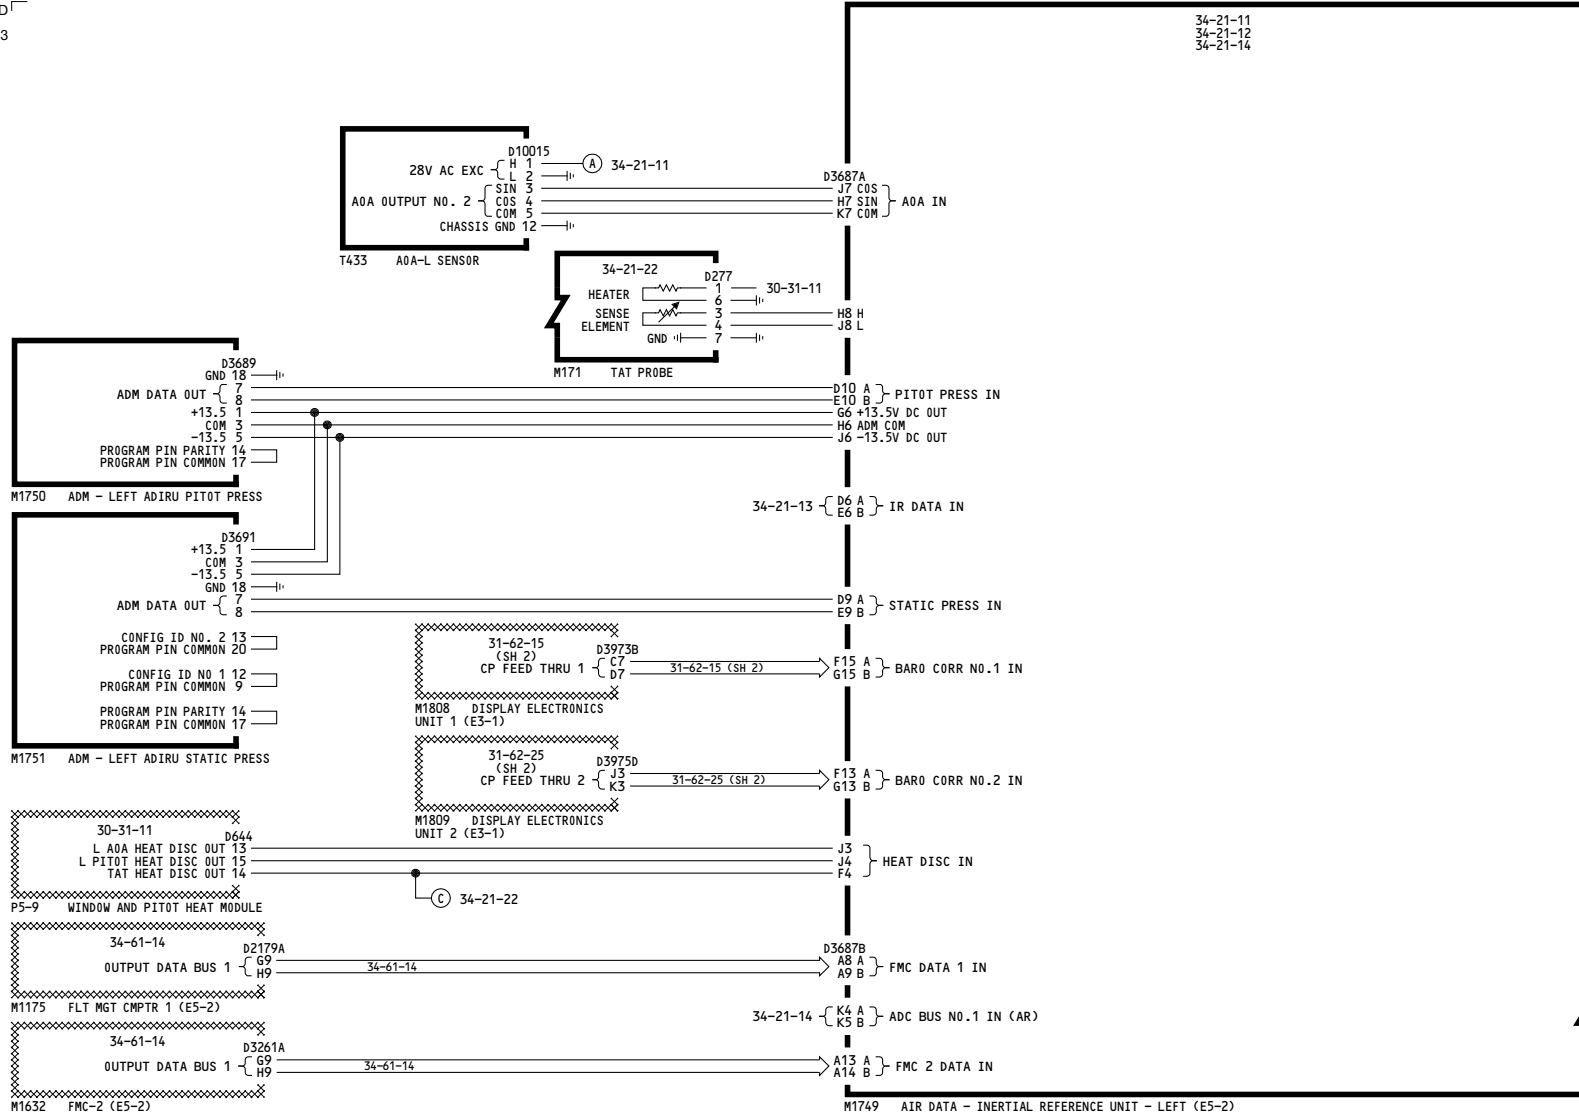 D
3
34-21-11
34-21-12
34-21-14
D10015
28V AC EXC H 1 A 34-21-11
L 2
AOA OUTPUT NO. 2 SIN 3
COS 4
COM 5
CHASSIS GND 12
T433 AOA-L SENSOR
D3687A
J7 COS
H7 SIN AOA IN
K7 COM
34-21-22
D277
HEATER 1 30-31-11
6
SENSE 3
ELEMENT 4
GND 7
M171 TAT PROBE
H8 H
J8 L
D3689
GND 18
ADM DATA OUT 7
8
+13.5 1
COM 3
-13.5 5
PROGRAM PIN PARITY 14
PROGRAM PIN COMMON 17
M1750 ADM - LEFT ADIRU PITOT PRESS
D10 A PITOT PRESS IN
E10 B
G6 +13.5V DC OUT
H6 ADM COM
J6 -13.5V DC OUT
34-21-13 D6 A IR DATA IN
E6 B
D3691
+13.5 1
COM 3
-13.5 5
GND 18
ADM DATA OUT 7
8
CONFIG ID NO. 2 13
PROGRAM PIN COMMON 20
CONFIG ID NO 1 12
PROGRAM PIN COMMON 9
PROGRAM PIN PARITY 14
PROGRAM PIN COMMON 17
M1751 ADM - LEFT ADIRU STATIC PRESS
D9 A STATIC PRESS IN
E9 B
31-62-15
(SH 2)
D3973B
CP FEED THRU 1 C7
D7
31-62-15 (SH 2)
F15 A BARO CORR NO.1 IN
G15 B
M1808 DISPLAY ELECTRONICS
UNIT 1 (E3-1)
31-62-25
(SH 2)
D3975D
CP FEED THRU 2 J3
K3
31-62-25 (SH 2)
F13 A BARO CORR NO.2 IN
G13 B
M1809 DISPLAY ELECTRONICS
UNIT 2 (E3-1)
30-31-11
D644
L AOA HEAT DISC OUT 13
L PITOT HEAT DISC OUT 15
TAT HEAT DISC OUT 14
P5-9 WINDOW AND PITOT HEAT MODULE
C 34-21-22
J3
J4 HEAT DISC IN
F4
34-61-14
D2179A
OUTPUT DATA BUS 1 G9
H9
34-61-14
M1175 FLT MGT CMPTR 1 (E5-2)
D3687B
A8 A FMC DATA 1 IN
A9 B
34-21-14 K4 A ADC BUS NO.1 IN (AR)
K5 B
34-61-14
D3261A
OUTPUT DATA BUS 1 G9
H9
34-61-14
A13 A FMC 2 DATA IN
A14 B
M1632 FMC-2 (E5-2)
M1749 AIR DATA - INERTIAL REFERENCE UNIT - LEFT (E5-2)